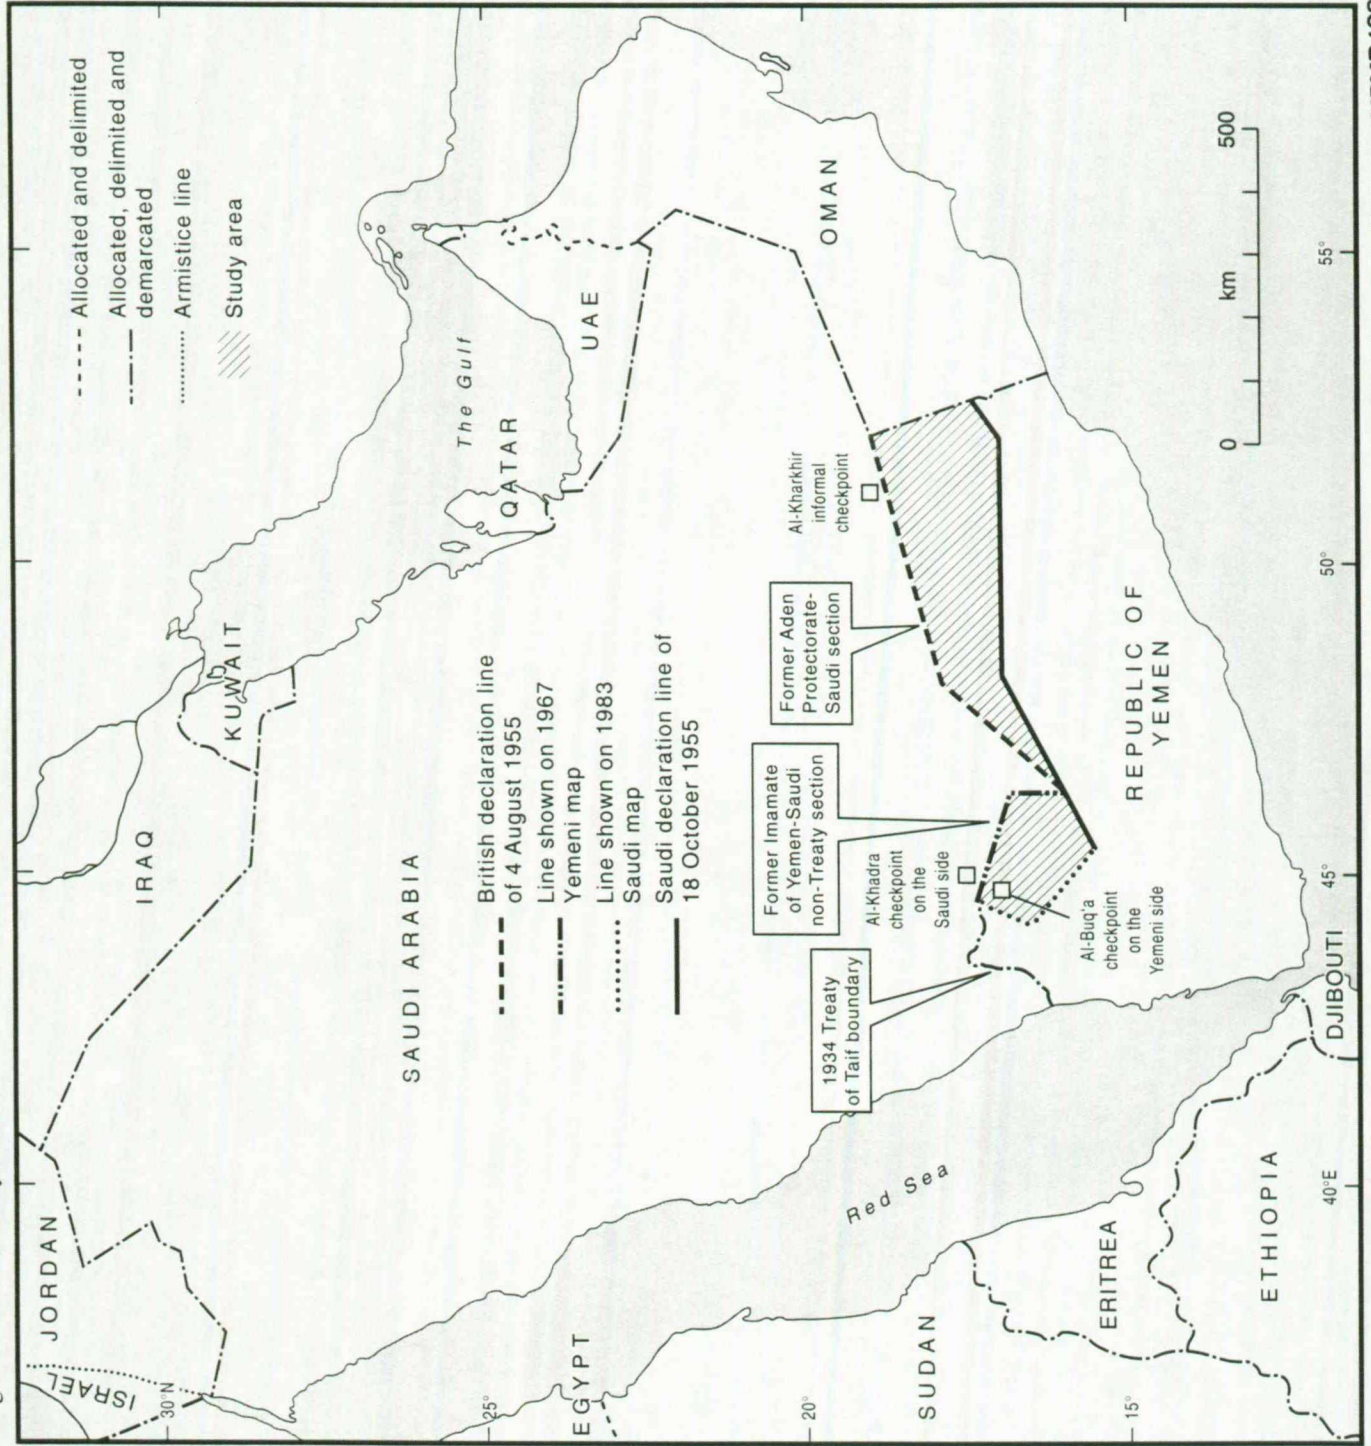 Allocated and delimited
Allocated, delimited and
demarcated
Armistice line
Study area
JORDAN
ISRAEL
IRAQ
KUWAIT
SAUDI ARABIA
The Gulf
QATAR
UAE
OMAN
EGYPT
SUDAN
ERITREA
ETHIOPIA
DJIBOUTI
Red Sea
REPUBLIC OF
YEMEN
British declaration line
of 4 August 1955
Line shown on 1967
Yemeni map
Line shown on 1983
Saudi map
Saudi declaration line of
18 October 1955
1934 Treaty
of Taif boundary
Former Imamate
of Yemen-Saudi
non-Treaty section
Former Aden
Protectorate-
Saudi section
Al-Khadra
checkpoint
on the
Saudi side
Al-Buq'a
checkpoint
on the
Yemeni side
Al-Kharkhir
informal
checkpoint
0 km 500
30°N
25°
20°
15°
40°E
45°
50°
55°